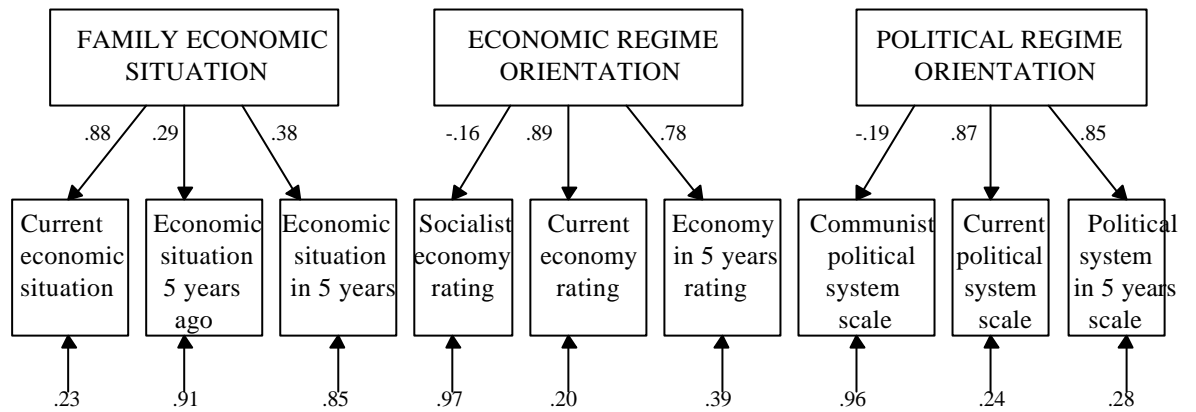 FAMILY ECONOMIC
SITUATION
ECONOMIC REGIME
ORIENTATION
POLITICAL REGIME
ORIENTATION
.88
.29
.38
-.16
.89
.78
-.19
.87
.85
Current
economic
situation
Economic
situation
5 years
ago
Economic
situation
in 5 years
Socialist
economy
rating
Current
economy
rating
Economy
in 5 years
rating
Communist
political
system
scale
Current
political
system
scale
Political
system
in 5 years
scale
.23
.91
.85
.97
.20
.39
.96
.24
.28